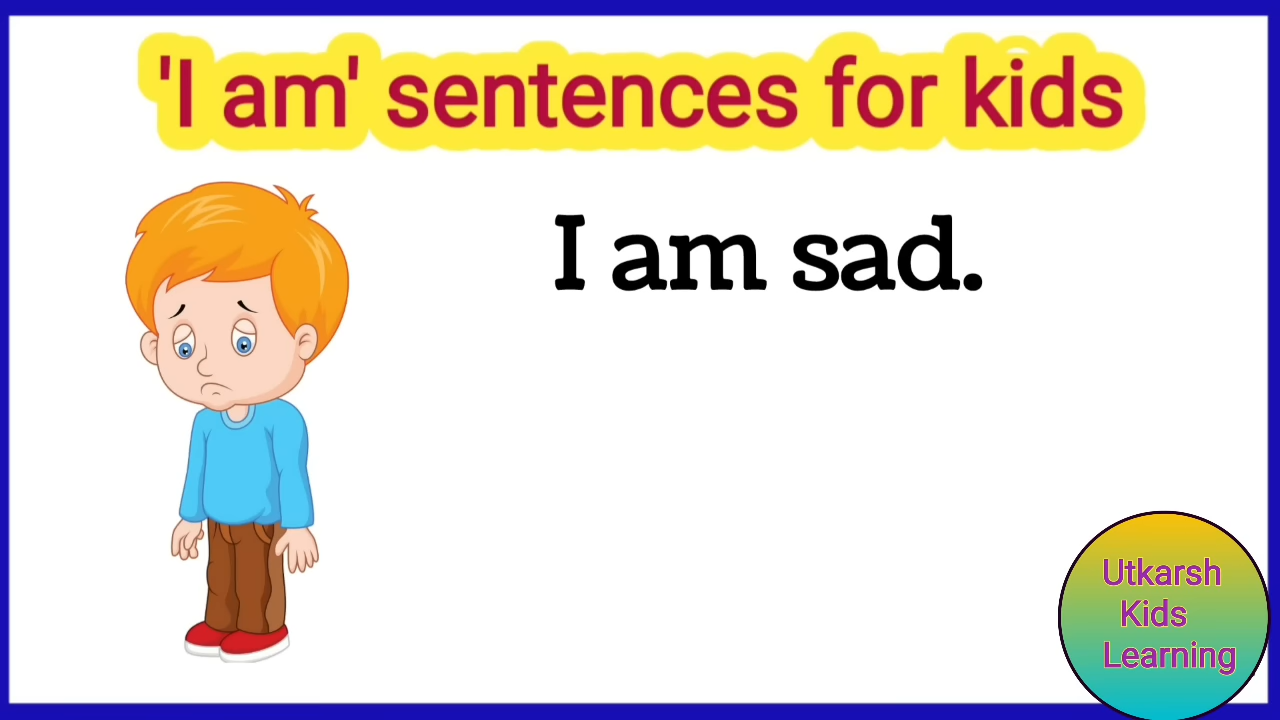 'I am' sentences for kids
I am sad.
Utkarsh
Kids
Learning